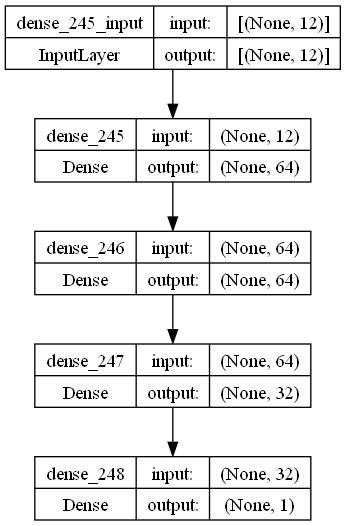 dense_245_input input: [(None, 12)]
InputLayer output: [(None, 12)]
dense_245 input: (None, 12)
Dense output: (None, 64)
dense_246 input: (None, 64)
Dense output: (None, 64)
dense_247 input: (None, 64)
Dense output: (None, 32)
dense_248 input: (None, 32)
Dense output: (None, 1)